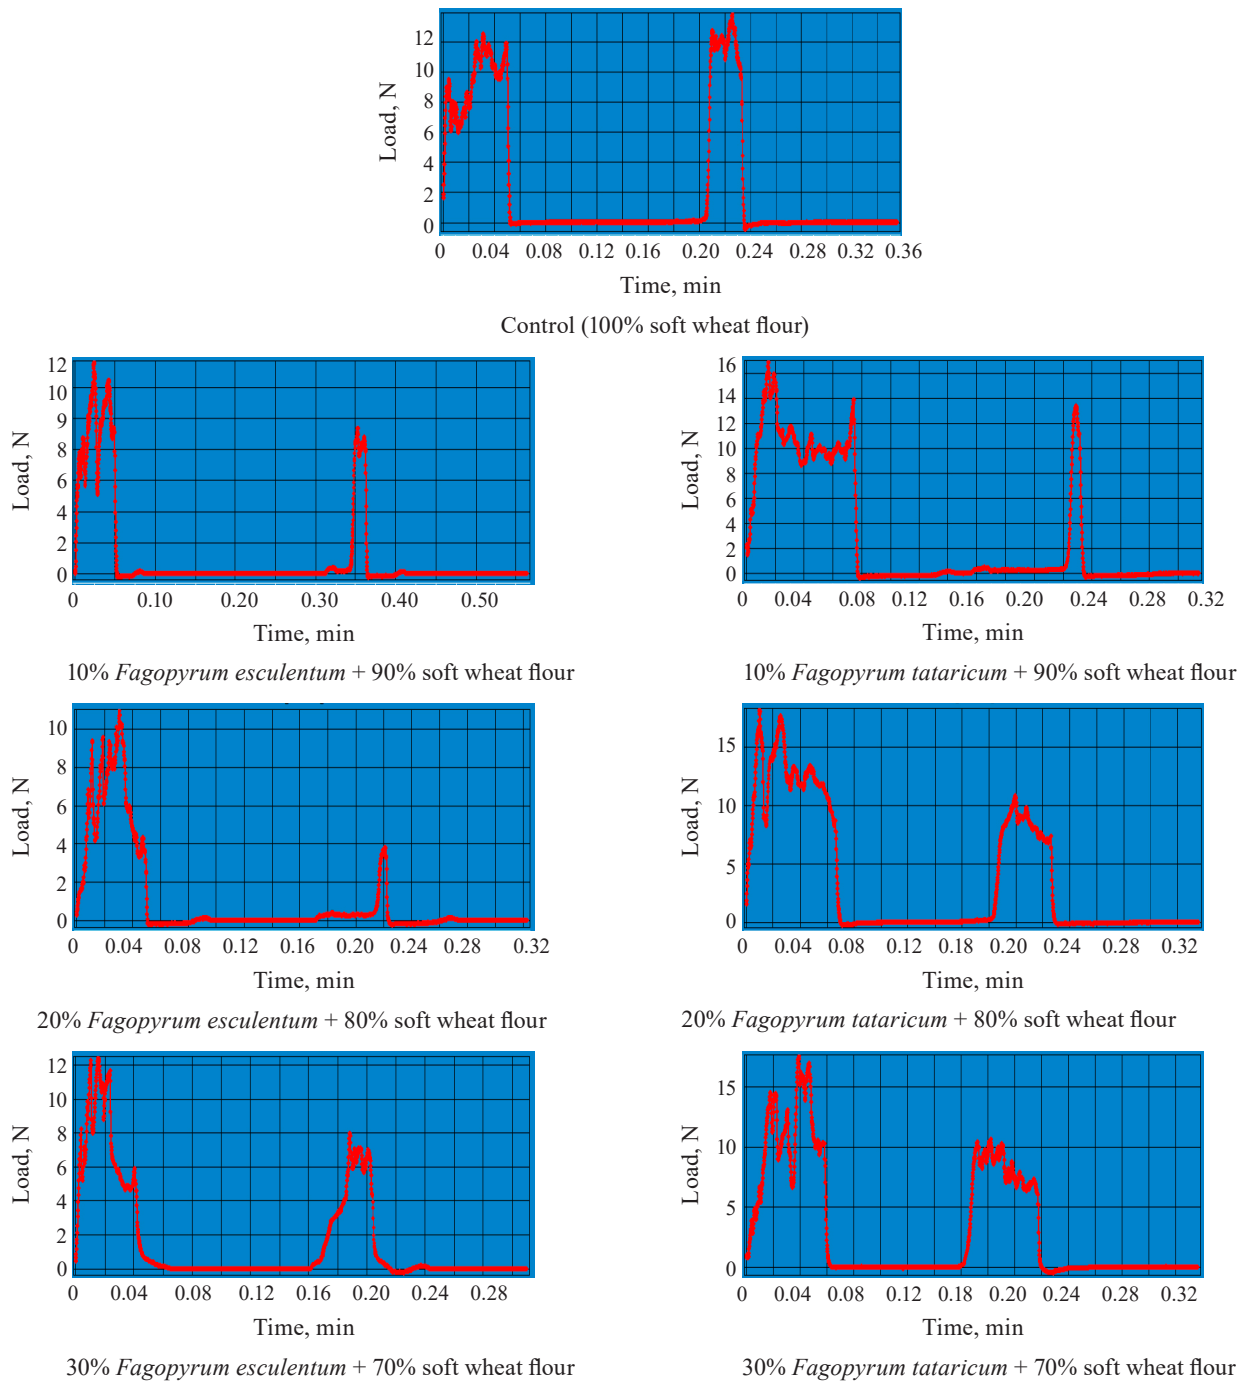 Load, N
12
10
8
6
4
2
0
0 0.04 0.08 0.12 0.16 0.20 0.24 0.28 0.32 0.36
Time, min
Control (100% soft wheat flour)
Load, N
12
10
9
8
6
4
2
0
0 0.10 0.20 0.30 0.40 0.50
Time, min
10% Fagopyrum esculentum + 90% soft wheat flour
Load, N
16
14
12
10
8
6
4
2
0
0 0.04 0.08 0.12 0.16 0.20 0.24 0.28 0.32
Time, min
10% Fagopyrum tataricum + 90% soft wheat flour
Load, N
10
8
6
4
2
0
0 0.04 0.08 0.12 0.16 0.20 0.24 0.28 0.32
Time, min
20% Fagopyrum esculentum + 80% soft wheat flour
Load, N
15
10
5
0
0 0.04 0.08 0.12 0.16 0.20 0.24 0.28 0.32
Time, min
20% Fagopyrum tataricum + 80% soft wheat flour
Load, N
12
10
8
6
4
2
0
0 0.04 0.08 0.12 0.16 0.20 0.24 0.28
Time, min
30% Fagopyrum esculentum + 70% soft wheat flour
Load, N
15
10
5
0
0 0.04 0.08 0.12 0.16 0.20 0.24 0.28 0.32
Time, min
30% Fagopyrum tataricum + 70% soft wheat flour